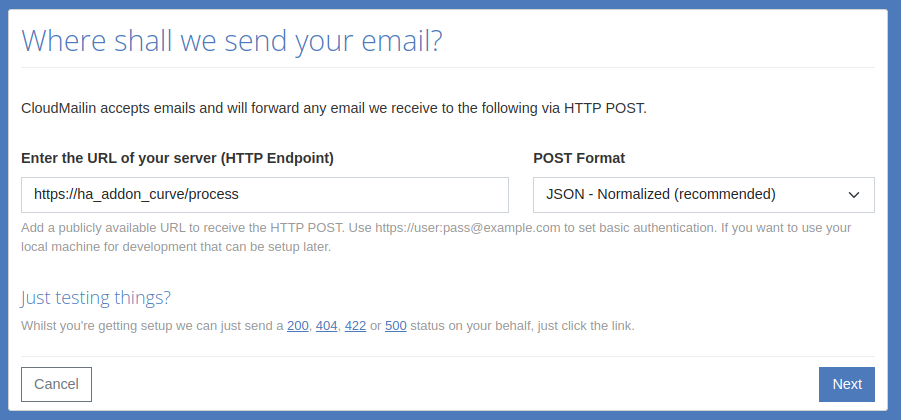 Where shall we send your email?
CloudMailin accepts emails and will forward any email we receive to the following via HTTP POST.
Enter the URL of your server (HTTP Endpoint)
POST Format
https://ha_addon_curve/process
JSON - Normalized (recommended)
Add a publicly available URL to receive the HTTP POST. Use https://user:pass@example.com to set basic authentication. If you want to use your
local machine for development that can be setup later.
Just testing things?
Whilst you're getting setup we can just send a 200, 404, 422 or 500 status on your behalf, just click the link.
Cancel
Next